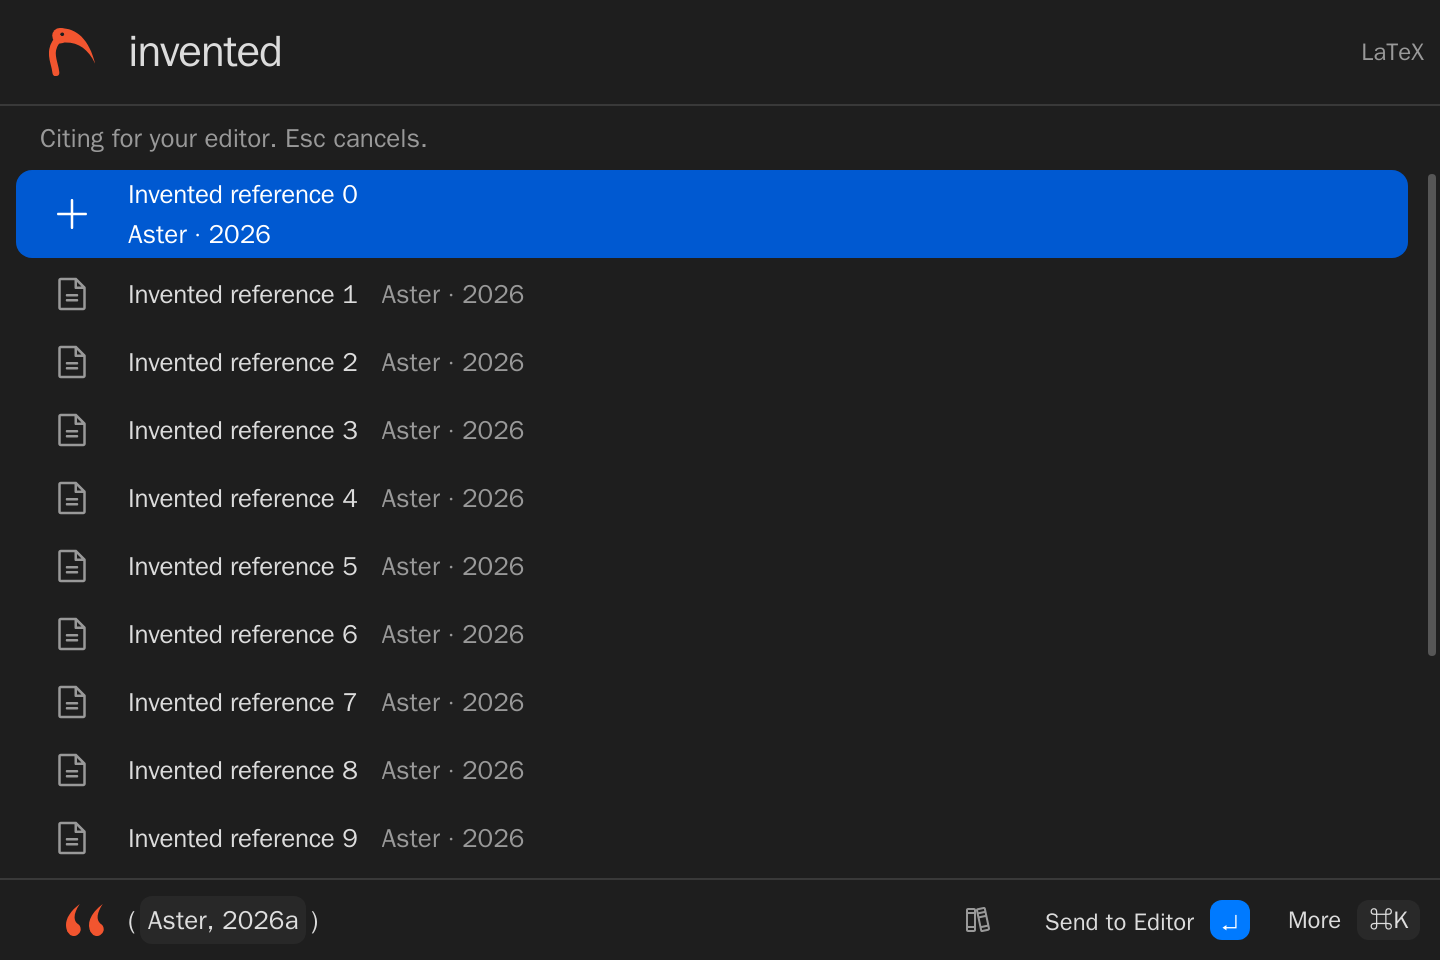 invented
LaTeX
Citing for your editor. Esc cancels.
Invented reference 0
Aster · 2026
Invented reference 1 Aster · 2026
Invented reference 2 Aster · 2026
Invented reference 3 Aster · 2026
Invented reference 4 Aster · 2026
Invented reference 5 Aster · 2026
Invented reference 6 Aster · 2026
Invented reference 7 Aster · 2026
Invented reference 8 Aster · 2026
Invented reference 9 Aster · 2026
( Aster, 2026a )
Send to Editor ↵ More ⌘K